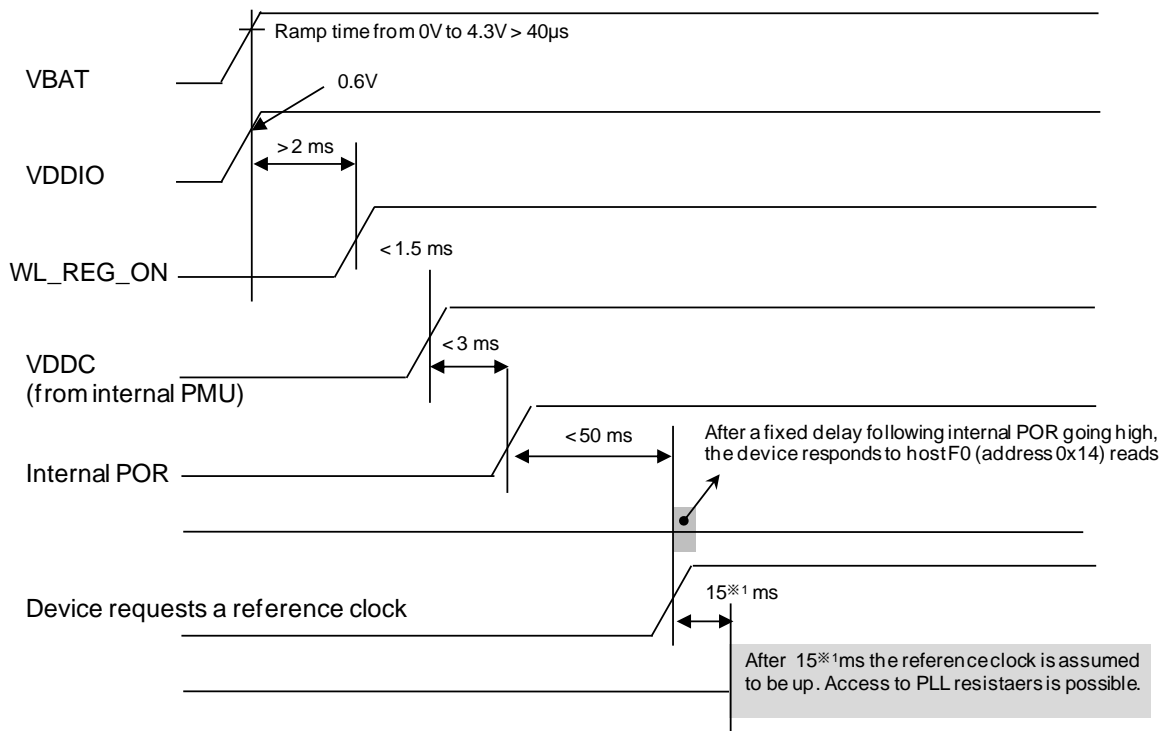 Ramp time from 0V to 4.3V > 40µs
VBAT
0.6V
> 2 ms
VDDIO
< 1.5 ms
WL_REG_ON
< 3 ms
VDDC
(from internal PMU)
< 50 ms
After a fixed delay following internal POR going high,
the device responds to host F0 (address 0x14) reads
Internal POR
15※1 ms
Device requests a reference clock
After 15※1ms the reference clock is assumed
to be up. Access to PLL resistaers is possible.